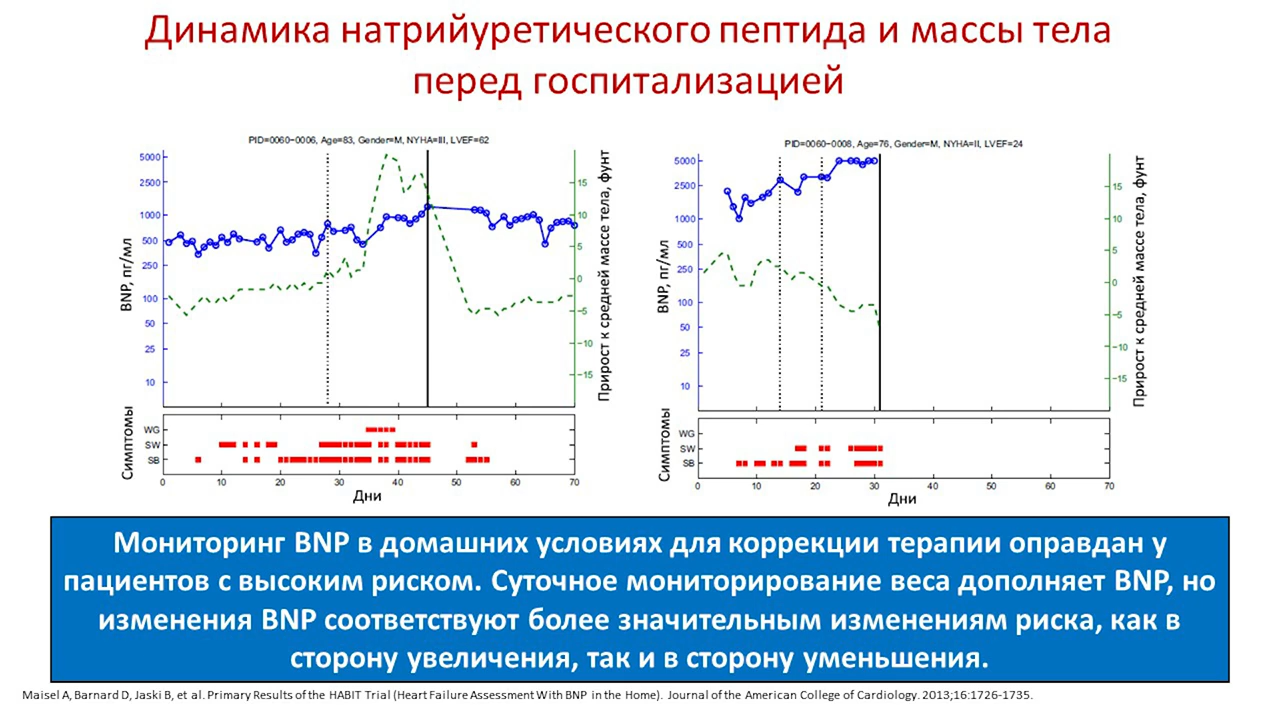 Динамика натрийуретического пептида и массы тела
перед госпитализацией
PID=0060-0006, Age=83, Gender=M, NYHA=III, LVEF=62
5000
2500
1000
500
250
100
50
25
10
BNP, пг/мл
15
10
5
0
−5
−10
−15
Прирост к средней массе тела, фунт
Симптомы
WG
SW
SB
0 10 20 30 40 50 60 70
Дни
PID=0060-0008, Age=76, Gender=M, NYHA=II, LVEF=24
5000
2500
1000
500
250
100
50
25
10
BNP, пг/мл
15
10
5
0
−5
−10
−15
Прирост к средней массе тела, фунт
Симптомы
WG
SW
SB
0 10 20 30 40 50 60 70
Дни
Мониторинг BNP в домашних условиях для коррекции терапии оправдан у
пациентов с высоким риском. Суточное мониторирование веса дополняет BNP, но
изменения BNP соответствуют более значительным изменениям риска, как в
сторону увеличения, так и в сторону уменьшения.
Maisel A, Barnard D, Jaski B, et al. Primary Results of the HABIT Trial (Heart Failure Assessment With BNP in the Home). Journal of the American College of Cardiology. 2013;16:1726-1735.